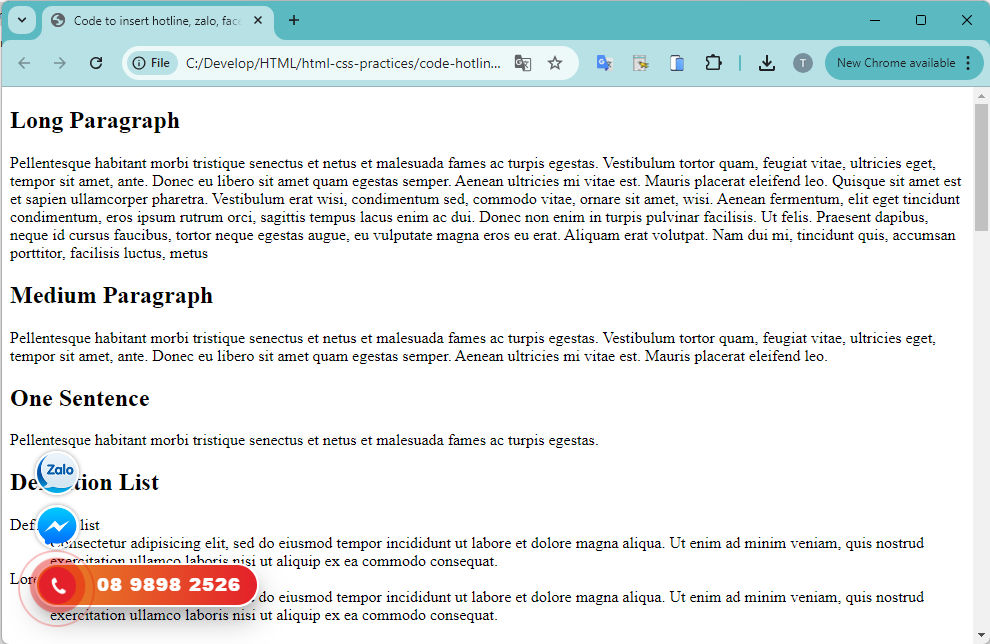 Code to insert hotline, zalo, face
File
C:/Develop/HTML/html-css-practices/code-hotlin...
T
New Chrome available
Long Paragraph
Pellentesque habitant morbi tristique senectus et netus et malesuada fames ac turpis egestas. Vestibulum tortor quam, feugiat vitae, ultricies eget,
tempor sit amet, ante. Donec eu libero sit amet quam egestas semper. Aenean ultricies mi vitae est. Mauris placerat eleifend leo. Quisque sit amet est
et sapien ullamcorper pharetra. Vestibulum erat wisi, condimentum sed, commodo vitae, ornare sit amet, wisi. Aenean fermentum, elit eget tincidunt
condimentum, eros ipsum rutrum orci, sagittis tempus lacus enim ac dui. Donec non enim in turpis pulvinar facilisis. Ut felis. Praesent dapibus,
neque id cursus faucibus, tortor neque egestas augue, eu vulputate magna eros eu erat. Aliquam erat volutpat. Nam dui mi, tincidunt quis, accumsan
porttitor, facilisis luctus, metus
Medium Paragraph
Pellentesque habitant morbi tristique senectus et netus et malesuada fames ac turpis egestas. Vestibulum tortor quam, feugiat vitae, ultricies eget,
tempor sit amet, ante. Donec eu libero sit amet quam egestas semper. Aenean ultricies mi vitae est. Mauris placerat eleifend leo.
One Sentence
Pellentesque habitant morbi tristique senectus et netus et malesuada fames ac turpis egestas.
Zalo
List
list
Consectetur adipisicing elit, sed do eiusmod tempor incididunt ut labore et dolore magna aliqua. Ut enim ad minim veniam, quis nostrud
exercitation ullamco laboris nisi ut aliquip ex ea commodo consequat.
08 9898 2526
do eiusmod tempor incididunt ut labore et dolore magna aliqua. Ut enim ad minim veniam, quis nostrud
exercitation ullamco laboris nisi ut aliquip ex ea commodo consequat.